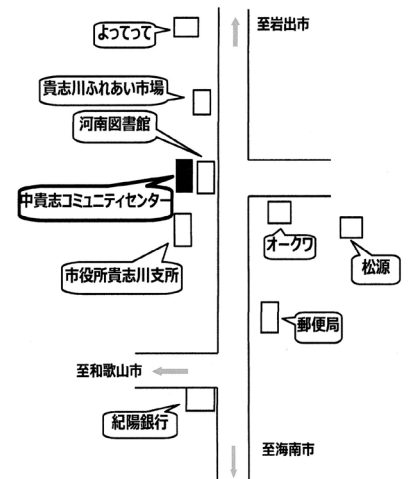 至岩出市
よってって
貴志川ふれあい市場
河南図書館
中貴志コミュニティセンター
オークワ
松源
市役所貴志川支所
郵便局
至和歌山市
紀陽銀行
至海南市